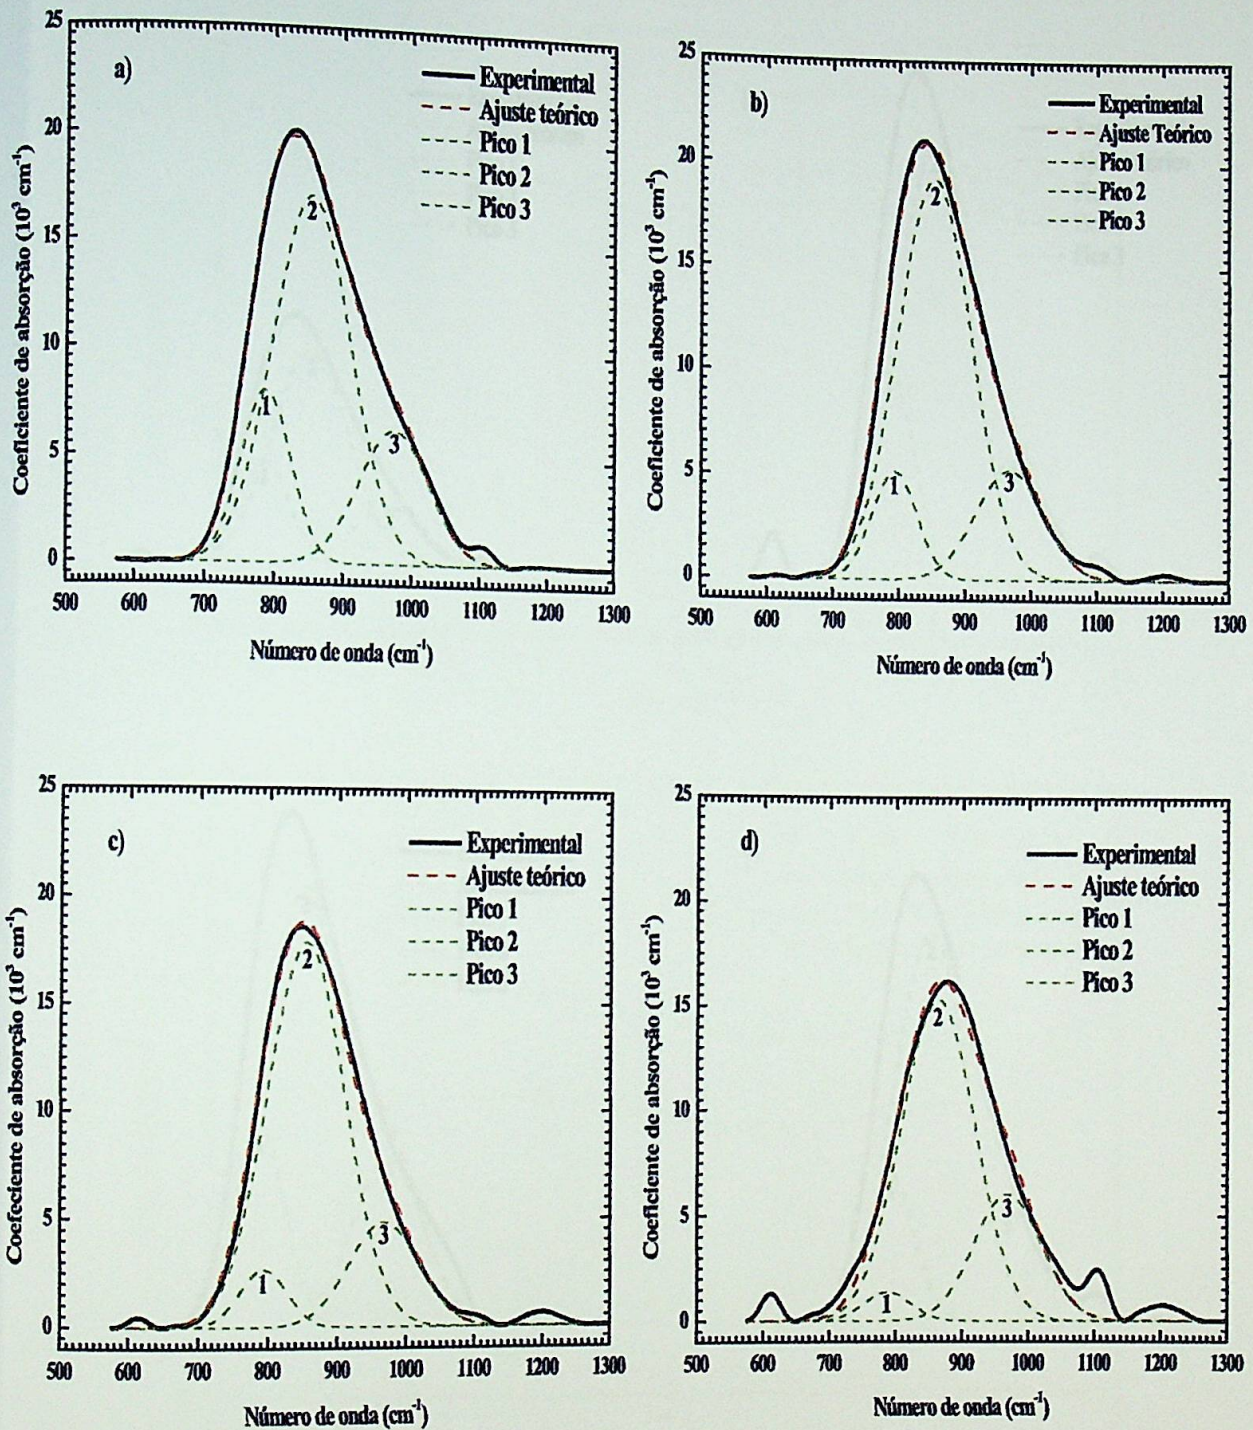 a)
Experimental
Ajuste teórico
Pico 1
Pico 2
Pico 3
25
20
15
10
5
0
1
2
3
500 600 700 800 900 1000 1100 1200 1300
Coeficiente de absorção (10³ cm⁻¹)
Número de onda (cm⁻¹)
b)
Experimental
Ajuste Teórico
Pico 1
Pico 2
Pico 3
25
20
15
10
5
0
1
2
3
500 600 700 800 900 1000 1100 1200 1300
Coeficiente de absorção (10³ cm⁻¹)
Número de onda (cm⁻¹)
c)
Experimental
Ajuste teórico
Pico 1
Pico 2
Pico 3
25
20
15
10
5
0
1
2
3
500 600 700 800 900 1000 1100 1200 1300
Coefeciente de absorção (10³ cm⁻¹)
Número de onda (cm⁻¹)
d)
Experimental
Ajuste teórico
Pico 1
Pico 2
Pico 3
25
20
15
10
5
0
1
2
3
500 600 700 800 900 1000 1100 1200 1300
Coeficiente de absorção (10³ cm⁻¹)
Número de onda (cm⁻¹)